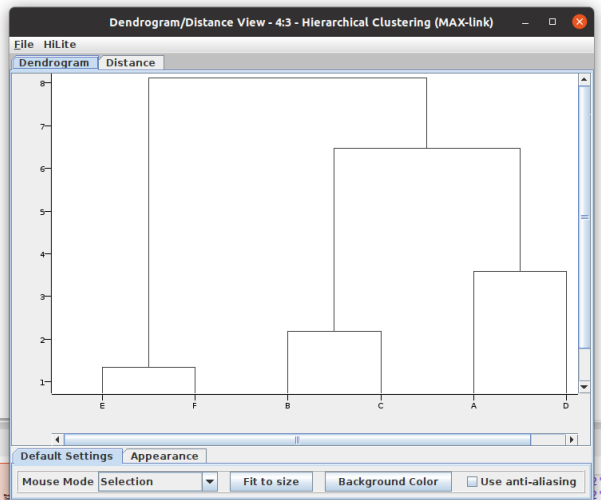 Dendrogram/Distance View - 4:3 - Hierarchical Clustering (MAX-link)
File HiLite
Dendrogram Distance
8
7
6
5
4
3
2
1
E F B C A D
Default Settings Appearance
Mouse Mode Selection Fit to size Background Color Use anti-aliasing